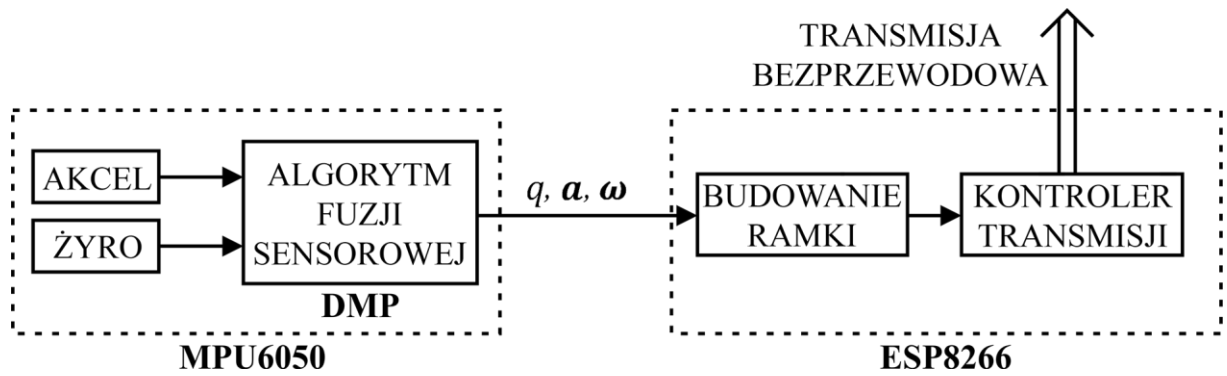 TRANSMISJA
BEZPRZEWODOWA
AKCEL
ŻYRO
ALGORYTM
FUZJI
SENSOROWEJ
DMP
MPU6050
q, a, ω
BUDOWANIE
RAMKI
KONTROLER
TRANSMISJI
ESP8266